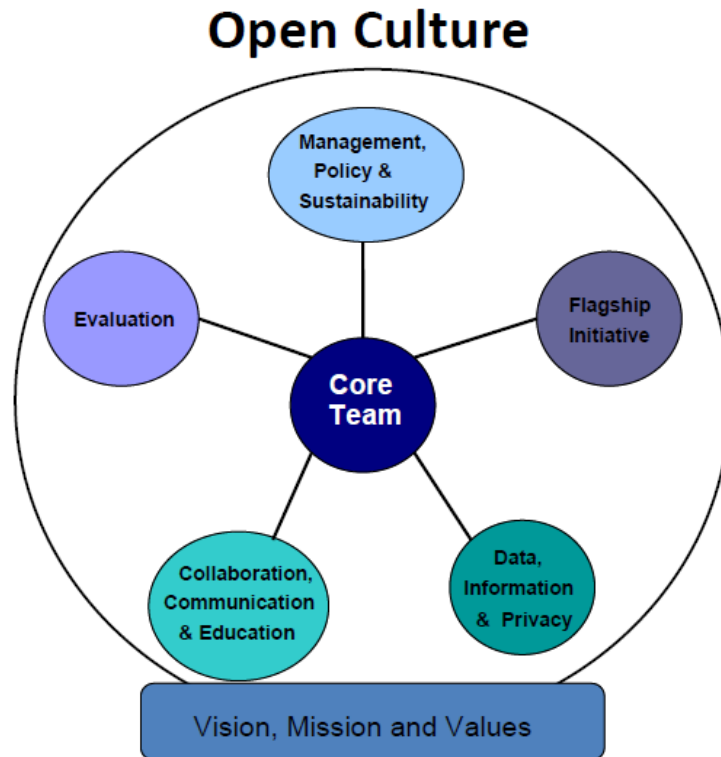 Open Culture
Management,
Policy &
Sustainability
Evaluation
Flagship
Initiative
Core
Team
Collaboration,
Communication
& Education
Data,
Information
& Privacy
Vision, Mission and Values